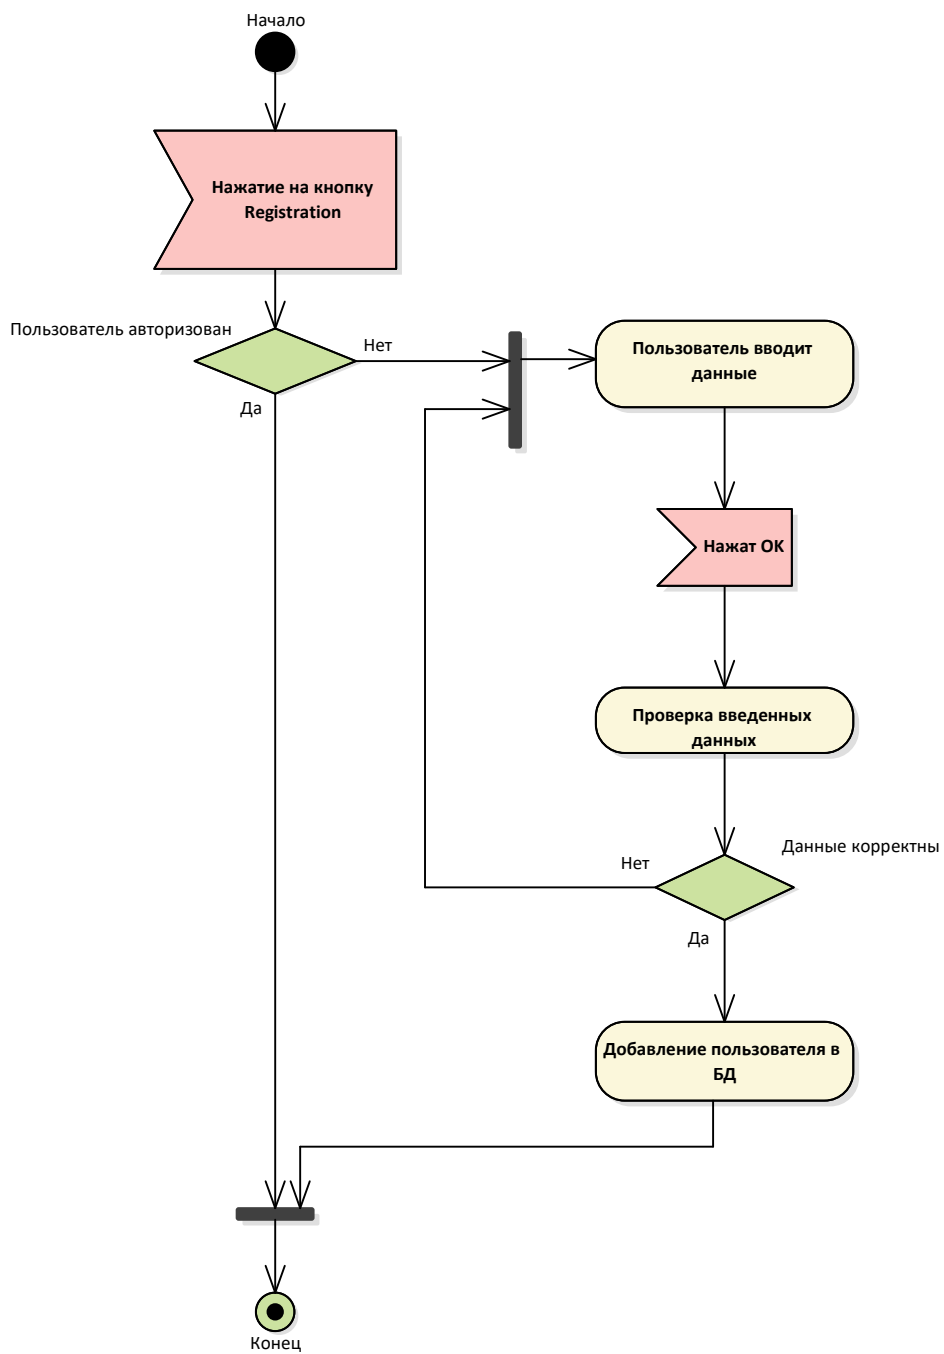 Начало
Нажатие на кнопку
Registration
Пользователь авторизован
Нет
Да
Пользователь вводит
данные
Нажат OK
Проверка введенных
данных
Данные корректны
Нет
Да
Добавление пользователя в
БД
Конец